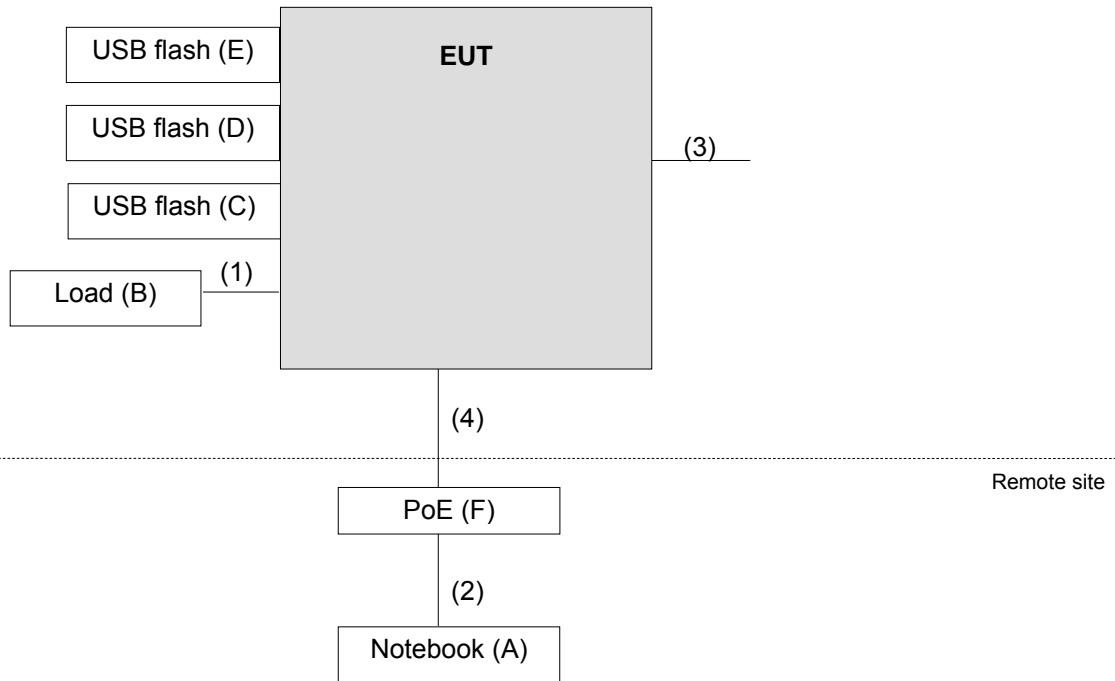 USB flash (E)
EUT
USB flash (D)
(3)
USB flash (C)
(1)
Load (B)
(4)
Remote site
PoE (F)
(2)
Notebook (A)